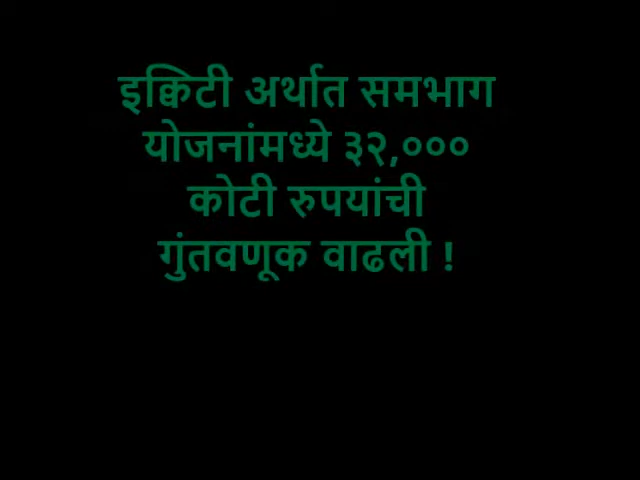 इक्विटी अर्थात समभाग
योजनांमध्ये ३२,०००
कोटी रुपयांची
गुंतवणूक वाढली !